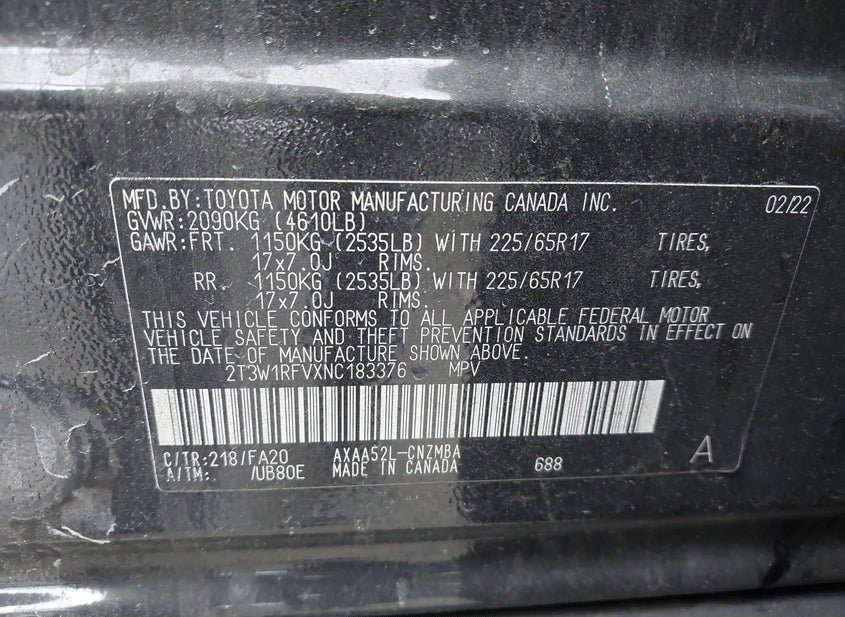 MFD.BY:TOYOTA MOTOR MANUFACTURING CANADA INC. 02/22
GVWR:2090KG (4610LB)
GAWR:FRT. 1150KG (2535LB) WITH 225/65R17 TIRES,
17x7.0J RIMS.
RR. 1150KG (2535LB) WITH 225/65R17 TIRES,
17x7.0J RIMS.
THIS VEHICLE CONFORMS TO ALL APPLICABLE FEDERAL MOTOR
VEHICLE SAFETY AND THEFT PREVENTION STANDARDS IN EFFECT ON
THE DATE OF MANUFACTURE SHOWN ABOVE.
2T3W1RFVXNC183376 MPV
C/TR:218/FA20 AXAA52L-CNZMBA
A/TM: /UB80E MADE IN CANADA 688 A